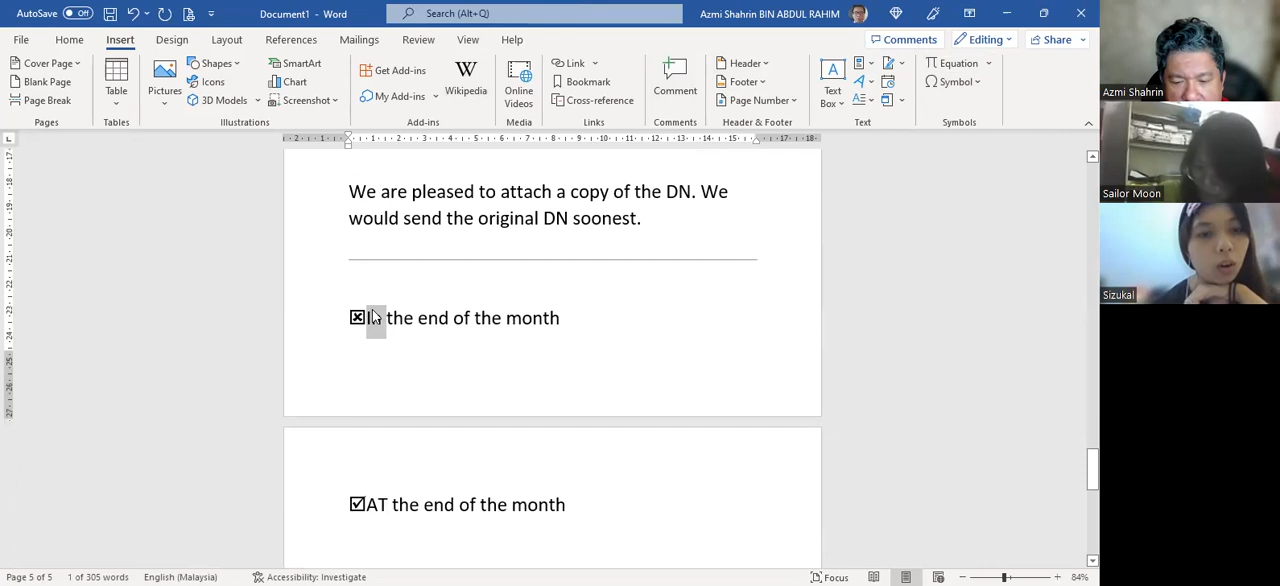 AutoSave Off Document1 - Word Search (Alt+Q) Azmi Shahrin BIN ABDUL RAHIM
File Home Insert Design Layout References Mailings Review View Help Comments Editing Share
Cover Page Blank Page Page Break Pages
Table Tables
Pictures Shapes Icons 3D Models SmartArt Chart Screenshot Illustrations
Get Add-ins My Add-ins Wikipedia Add-ins
Online Videos Media
Link Bookmark Cross-reference Links
Comment Comments
Header Footer Page Number Header & Footer
Text Box Text
Equation Symbol Symbols
We are pleased to attach a copy of the DN. We
would send the original DN soonest.
In the end of the month
AT the end of the month
Page 5 of 5 1 of 305 words English (Malaysia) Accessibility: Investigate Focus 84%
Azmi Shahrin
Sailor Moon
Sizukal